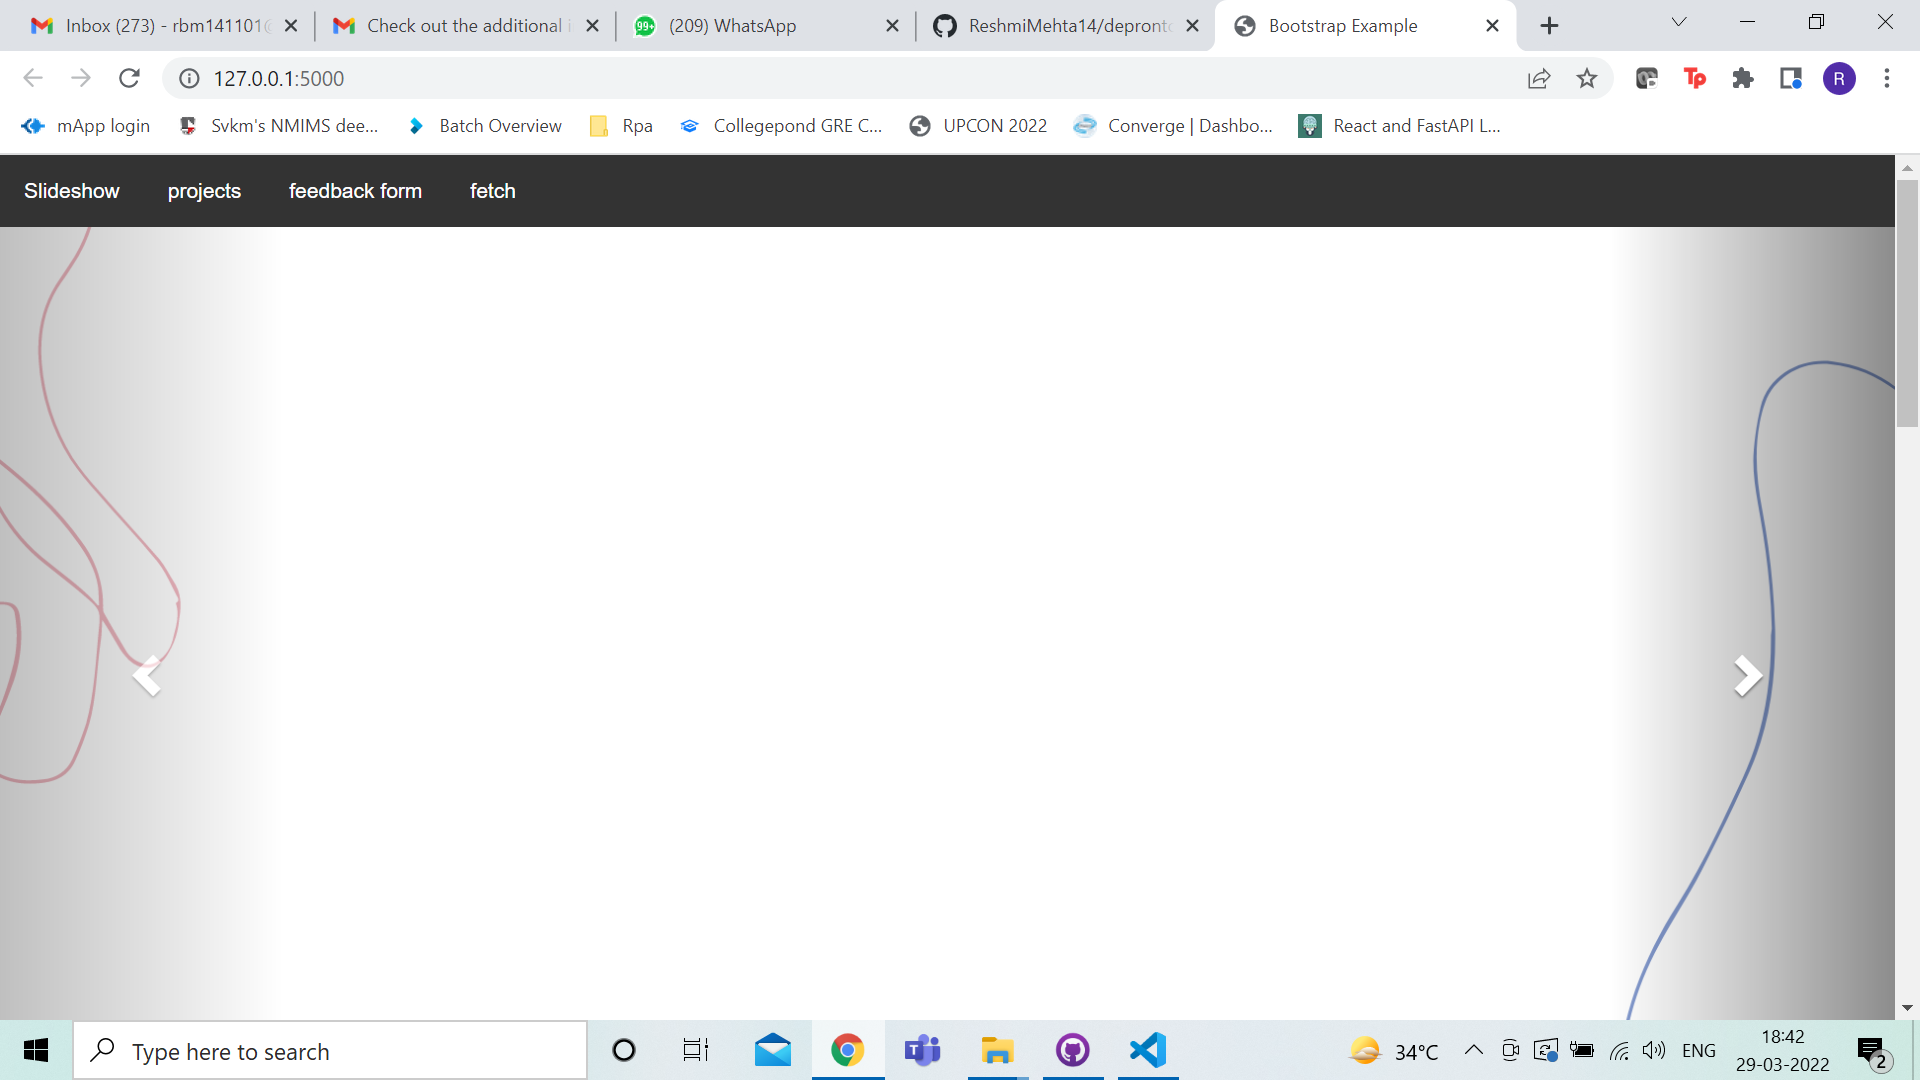 Inbox (273) - rbm141101
Check out the additional
99+
(209) WhatsApp
ReshmiMehta14/depront
Bootstrap Example
127.0.0.1:5000
Tp
R
mApp login
Svkm's NMIMS dee...
Batch Overview
Rpa
Collegepond GRE C...
UPCON 2022
Converge | Dashbo...
React and FastAPI L...
Slideshow
projects
feedback form
fetch
Type here to search
34°C
ENG
18:42
29-03-2022
2